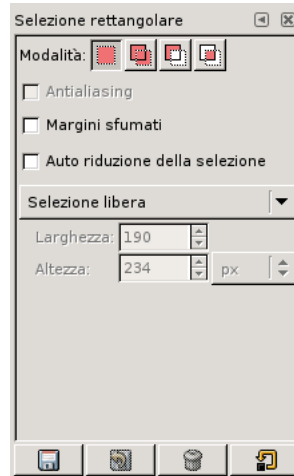 Selezione rettangolare
Modalità:
Antialiasing
Margini sfumati
Auto riduzione della selezione
Selezione libera
Larghezza: 190
Altezza: 234 px